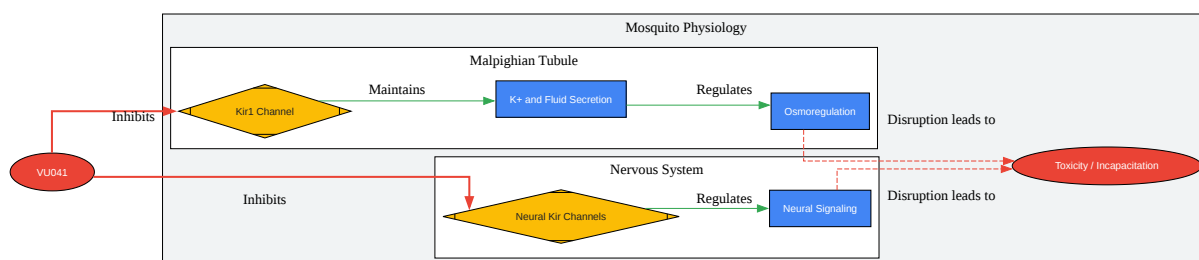 Mosquito Physiology
Malpighian Tubule
Kir1 Channel
Maintains
K+ and Fluid Secretion
Regulates
Osmoregulation
Inhibits
Disruption leads to
VU041
Toxicity / Incapacitation
Nervous System
Inhibits
Neural Kir Channels
Regulates
Neural Signaling
Disruption leads to